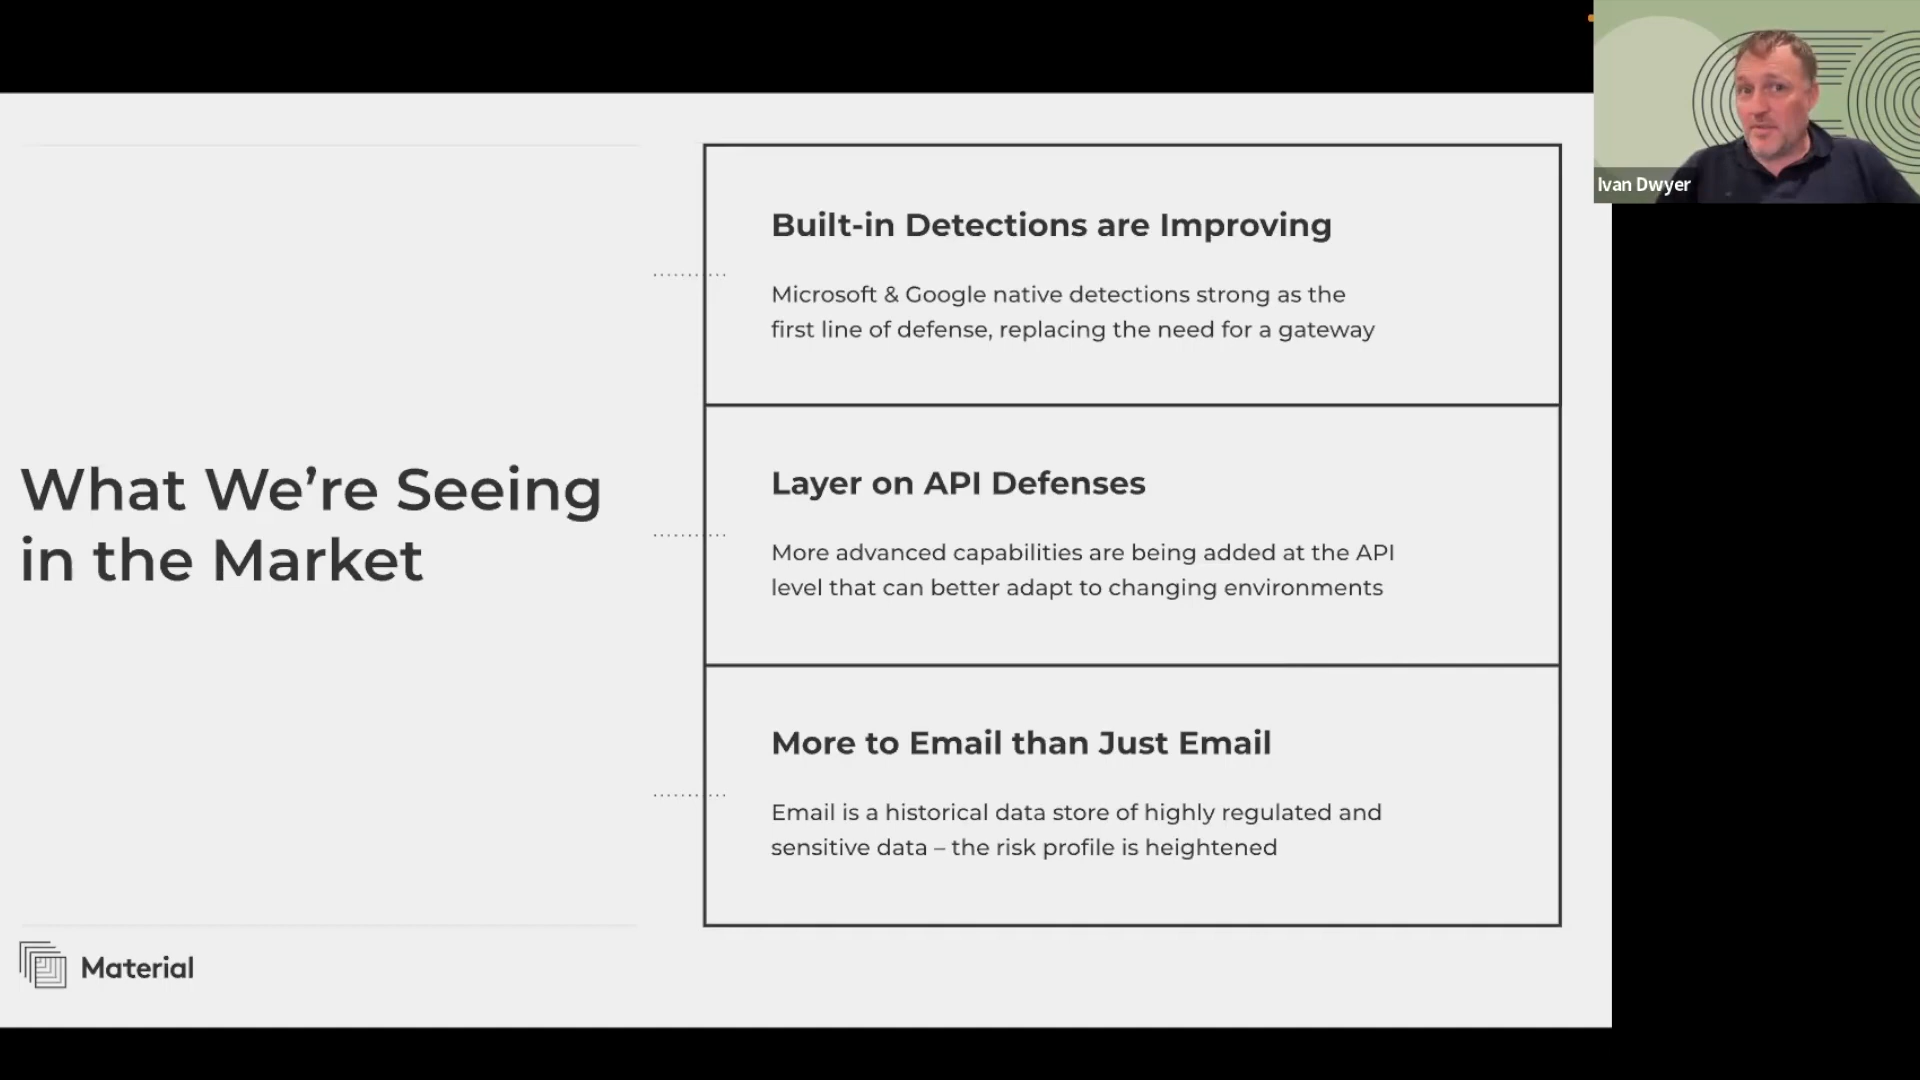 What We're Seeing
in the Market
Built-in Detections are Improving
Microsoft & Google native detections strong as the
first line of defense, replacing the need for a gateway
Layer on API Defenses
More advanced capabilities are being added at the API
level that can better adapt to changing environments
More to Email than Just Email
Email is a historical data store of highly regulated and
sensitive data – the risk profile is heightened
Material
Ivan Dwyer